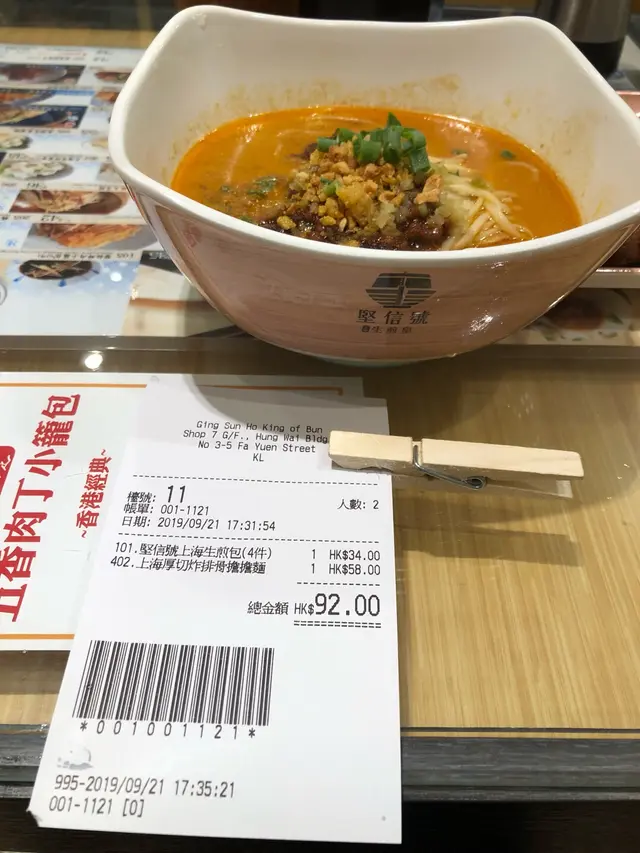 堅信號
生煎皇
五香肉丁小籠包
~香港經典~
Ging Sun Ho King of Bun
Shop 7 G/F., Hung Wai Bldg
No 3-5 Fa Yuen Street
KL
檯號: 11
人數: 2
帳單: 001-1121
日期: 2019/09/21 17:31:54
101.堅信號上海生煎包(4件) 1 HK$34.00
402.上海厚切炸排骨擔擔麵 1 HK$58.00
總金額 HK$92.00
*001001121*
995-2019/09/21 17:35:21
001-1121 [0]